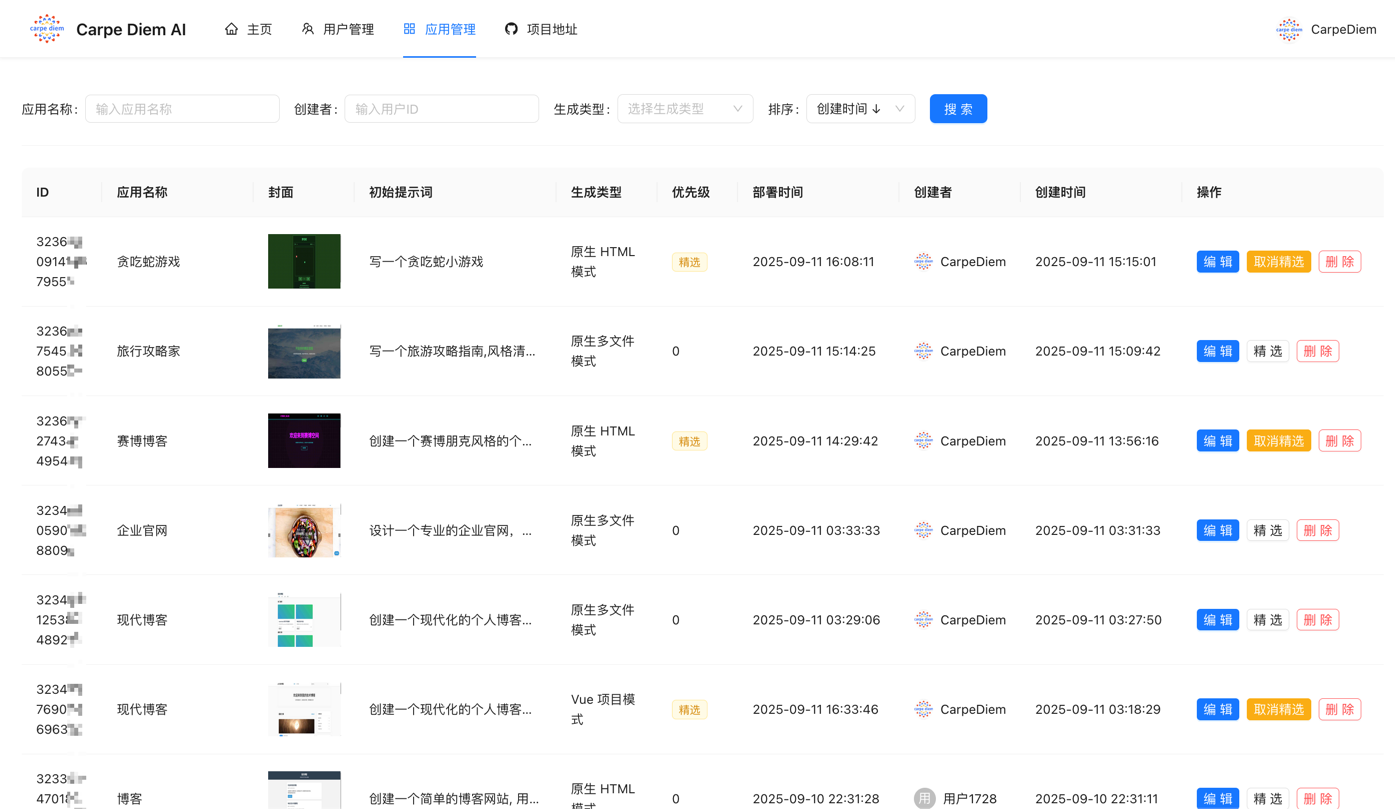 carpe diem Carpe Diem AI 主页 用户管理 应用管理 项目地址 carpe diem CarpeDiem
应用名称: 输入应用名称 创建者: 输入用户ID 生成类型: 选择生成类型 排序: 创建时间 ↓ 搜 索
ID 应用名称 封面 初始提示词 生成类型 优先级 部署时间 创建者 创建时间 操作
3236
0914
7955
贪吃蛇游戏 写一个贪吃蛇小游戏
原生 HTML
模式
精选 2025-09-11 16:08:11 CarpeDiem 2025-09-11 15:15:01 编 辑 取消精选 删 除
3236
7545
8055
旅行攻略家 写一个旅游攻略指南,风格清...
原生多文件
模式
0 2025-09-11 15:14:25 CarpeDiem 2025-09-11 15:09:42 编 辑 精 选 删 除
3236
2743
4954
赛博博客 创建一个赛博朋克风格的个...
原生 HTML
模式
精选 2025-09-11 14:29:42 CarpeDiem 2025-09-11 13:56:16 编 辑 取消精选 删 除
3234
0590
8809
企业官网 设计一个专业的企业官网，...
原生多文件
模式
0 2025-09-11 03:33:33 CarpeDiem 2025-09-11 03:31:33 编 辑 精 选 删 除
3234
1253
4892
现代博客 创建一个现代化的个人博客...
原生多文件
模式
0 2025-09-11 03:29:06 CarpeDiem 2025-09-11 03:27:50 编 辑 精 选 删 除
3234
7690
6963
现代博客 创建一个现代化的个人博客...
Vue 项目模
式
精选 2025-09-11 16:33:46 CarpeDiem 2025-09-11 03:18:29 编 辑 取消精选 删 除
3233
4701
博客 创建一个简单的博客网站, 用...
原生 HTML
模式
0 2025-09-10 22:31:28 用 用户1728 2025-09-10 22:31:11 编 辑 精 选 删 除